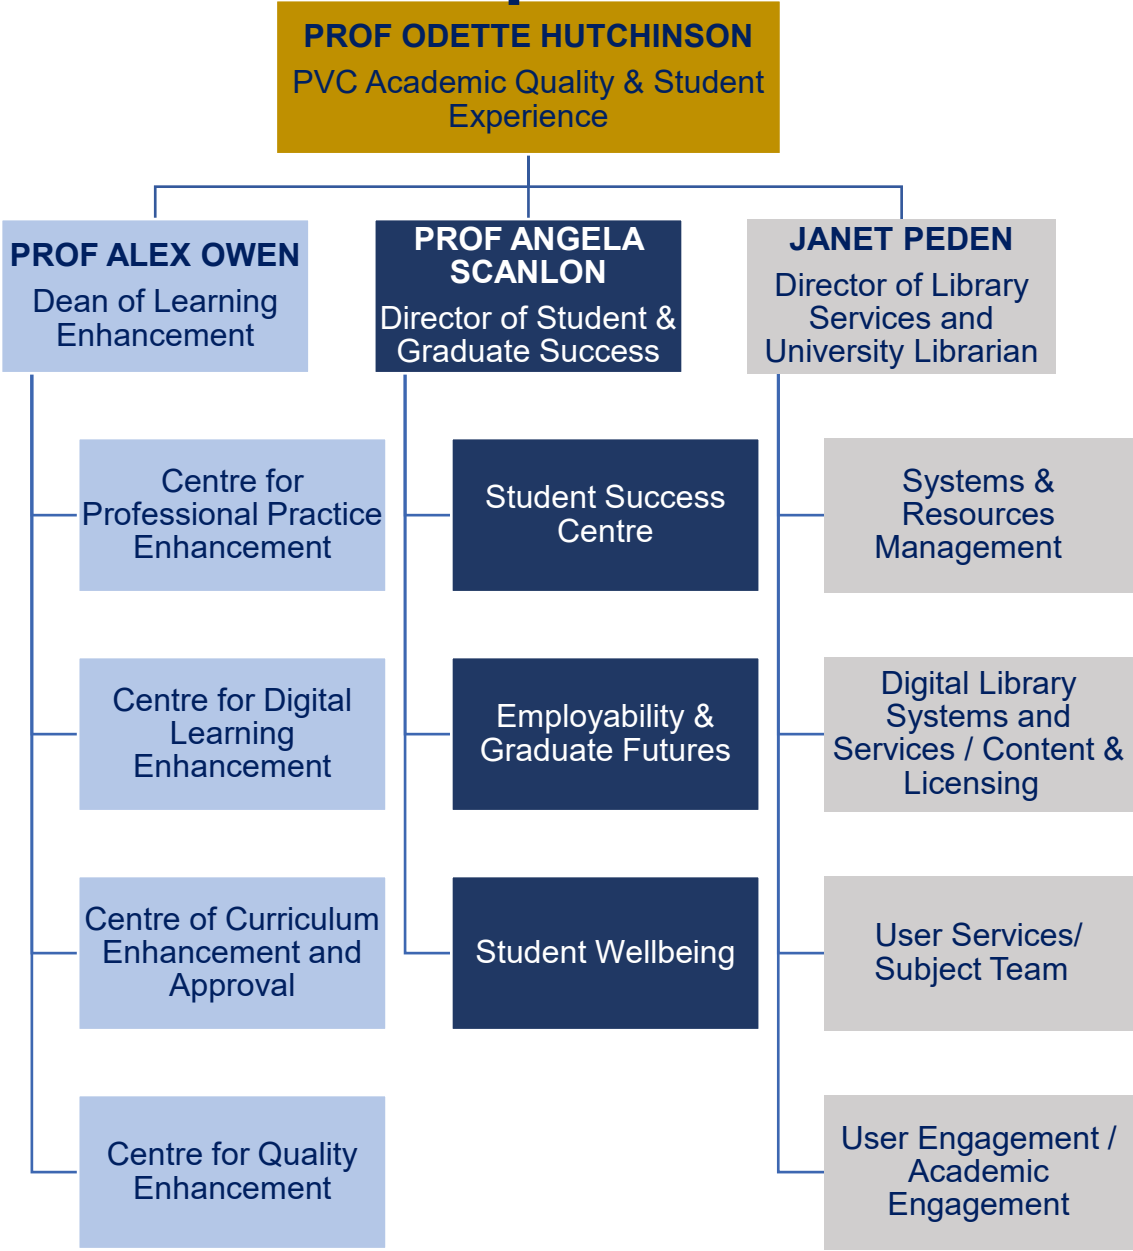 PROF ODETTE HUTCHINSON
PVC Academic Quality & Student
Experience
PROF ALEX OWEN
Dean of Learning
Enhancement
PROF ANGELA
SCANLON
Director of Student &
Graduate Success
JANET PEDEN
Director of Library
Services and
University Librarian
Centre for
Professional Practice
Enhancement
Student Success
Centre
Systems &
Resources
Management
Centre for Digital
Learning
Enhancement
Employability &
Graduate Futures
Digital Library
Systems and
Services / Content &
Licensing
Centre of Curriculum
Enhancement and
Approval
Student Wellbeing
User Services/
Subject Team
Centre for Quality
Enhancement
User Engagement /
Academic
Engagement